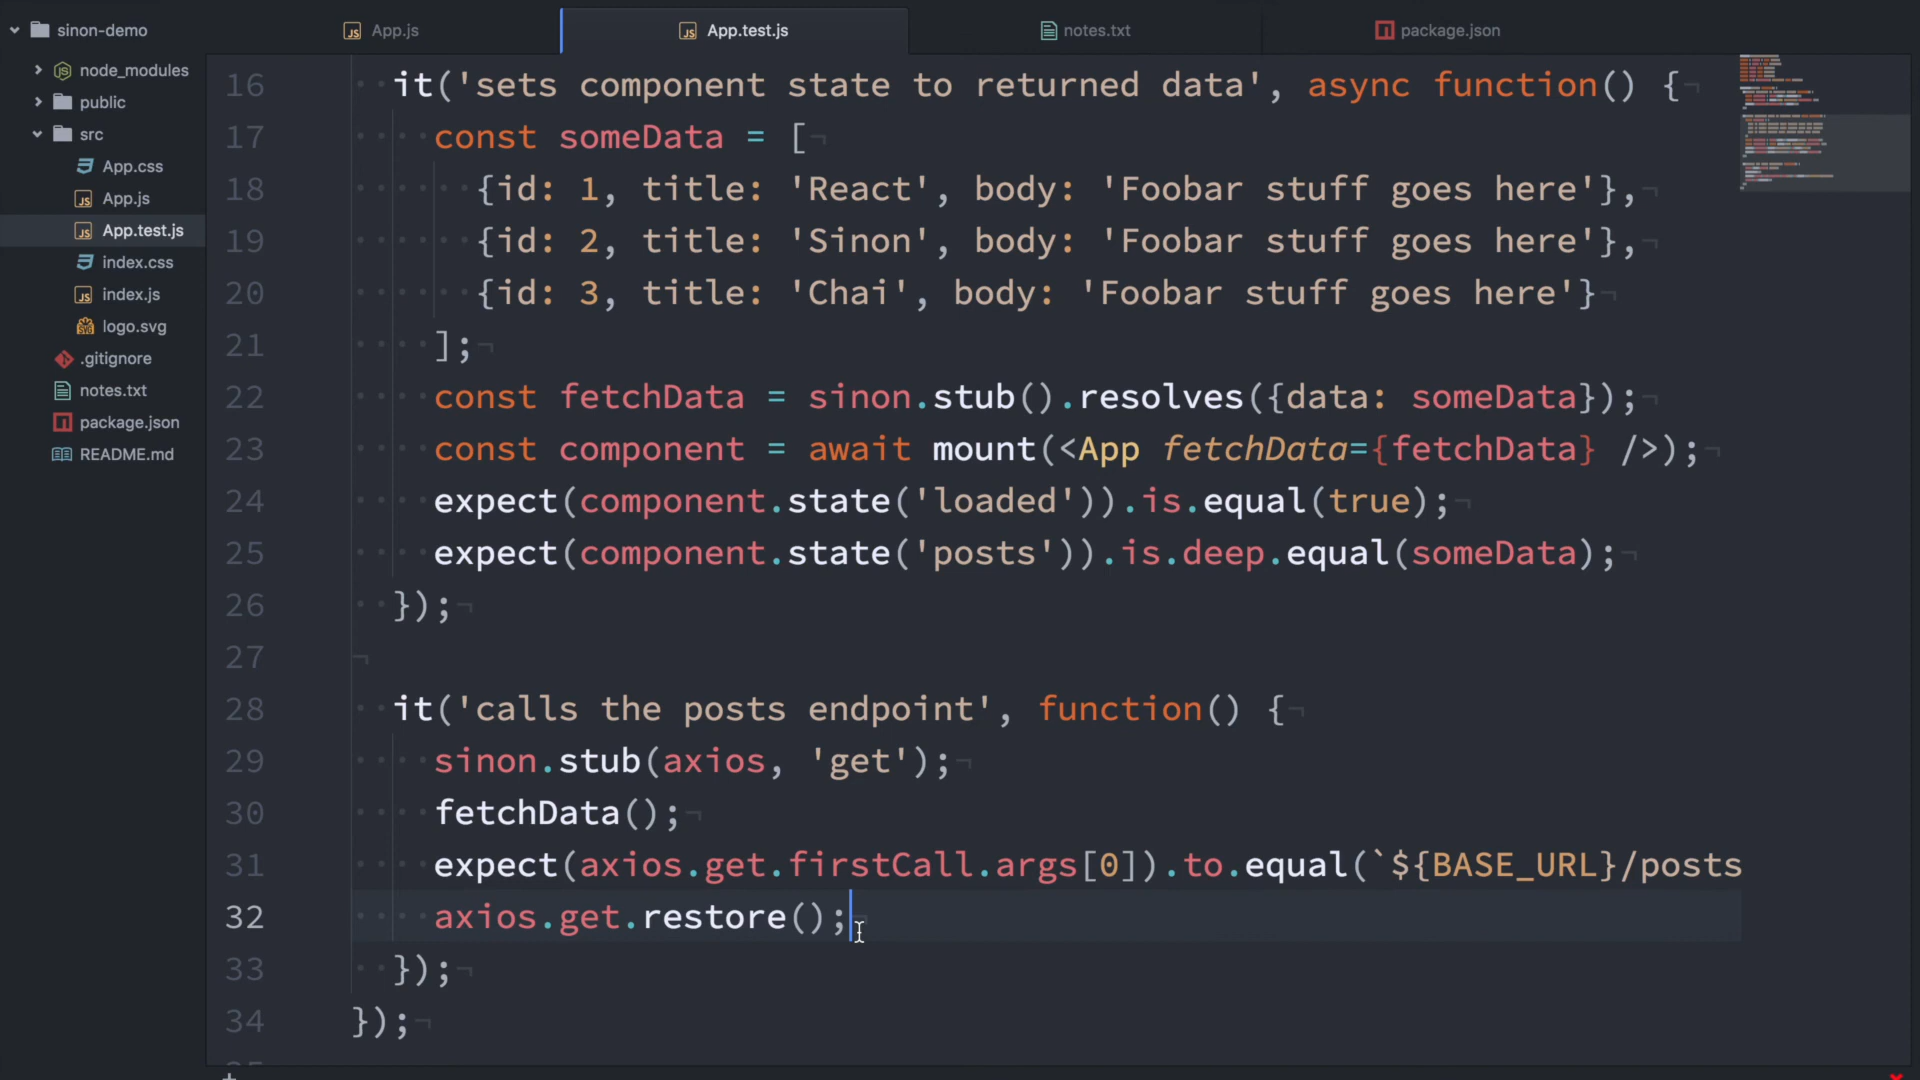 sinon-demo
App.js
App.test.js
notes.txt
package.json
node_modules
public
src
App.css
App.js
App.test.js
index.css
index.js
logo.svg
.gitignore
notes.txt
package.json
README.md
16 it('sets component state to returned data', async function() {
17 const someData = [
18 {id: 1, title: 'React', body: 'Foobar stuff goes here'},
19 {id: 2, title: 'Sinon', body: 'Foobar stuff goes here'},
20 {id: 3, title: 'Chai', body: 'Foobar stuff goes here'}
21 ];
22 const fetchData = sinon.stub().resolves({data: someData});
23 const component = await mount(<App fetchData={fetchData} />);
24 expect(component.state('loaded')).is.equal(true);
25 expect(component.state('posts')).is.deep.equal(someData);
26 });
27
28 it('calls the posts endpoint', function() {
29 sinon.stub(axios, 'get');
30 fetchData();
31 expect(axios.get.firstCall.args[0]).to.equal(`${BASE_URL}/posts
32 axios.get.restore();
33 });
34 });